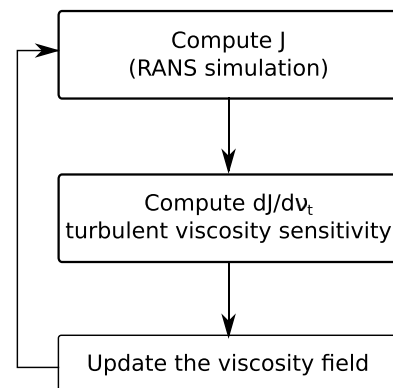 Compute J
(RANS simulation)
Compute dJ/dνt
turbulent viscosity sensitivity
Update the viscosity field